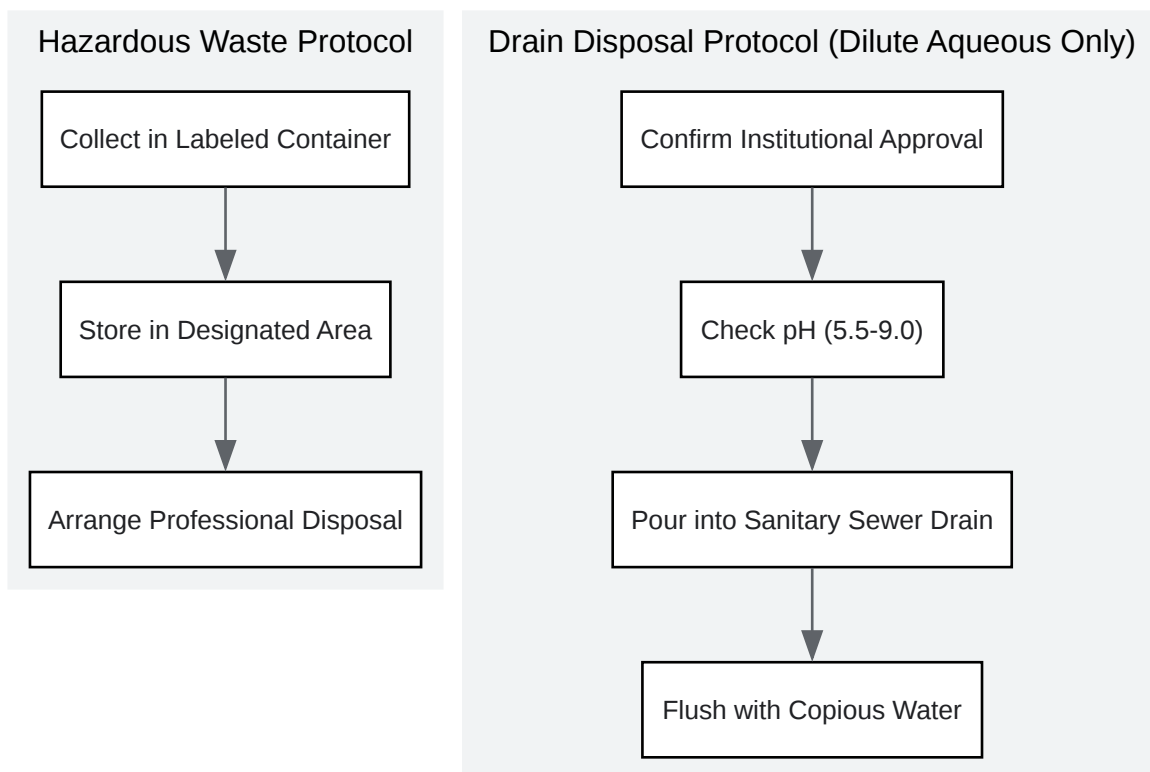 Hazardous Waste Protocol
Collect in Labeled Container
Store in Designated Area
Arrange Professional Disposal
Drain Disposal Protocol (Dilute Aqueous Only)
Confirm Institutional Approval
Check pH (5.5-9.0)
Pour into Sanitary Sewer Drain
Flush with Copious Water